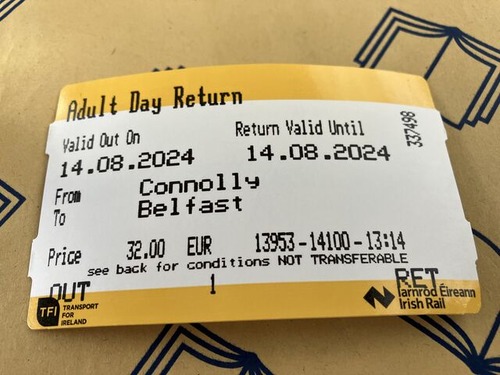 Adult Day Return
Valid Out On Return Valid Until
14.08.2024 14.08.2024
337498
From Connolly
To Belfast
Price 32.00 EUR 13953-14100-13:14
see back for conditions NOT TRANSFERABLE
OUT 1 RET
TFI TRANSPORT FOR IRELAND
Iarnród Éireann
Irish Rail